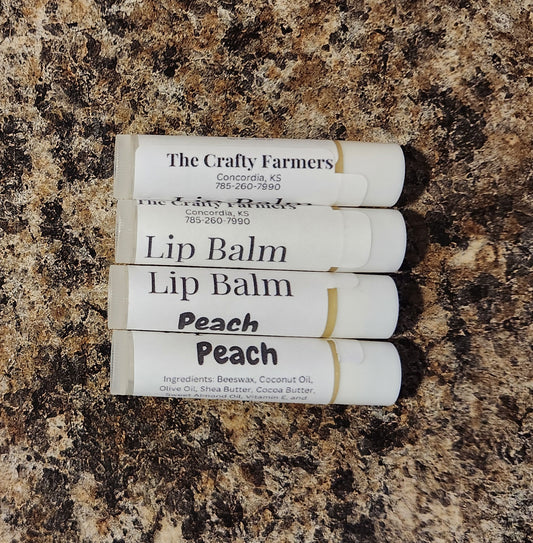 The Crafty Farmers
Concordia, KS
785-260-7990
The Crafty Farmers
Concordia, KS
785-260-7990
Lip Balm
Lip Balm
Peach
Peach
Ingredients: Beeswax, Coconut Oil,
Olive Oil, Shea Butter, Cocoa Butter,
Sweet Almond Oil, Vitamin E, and